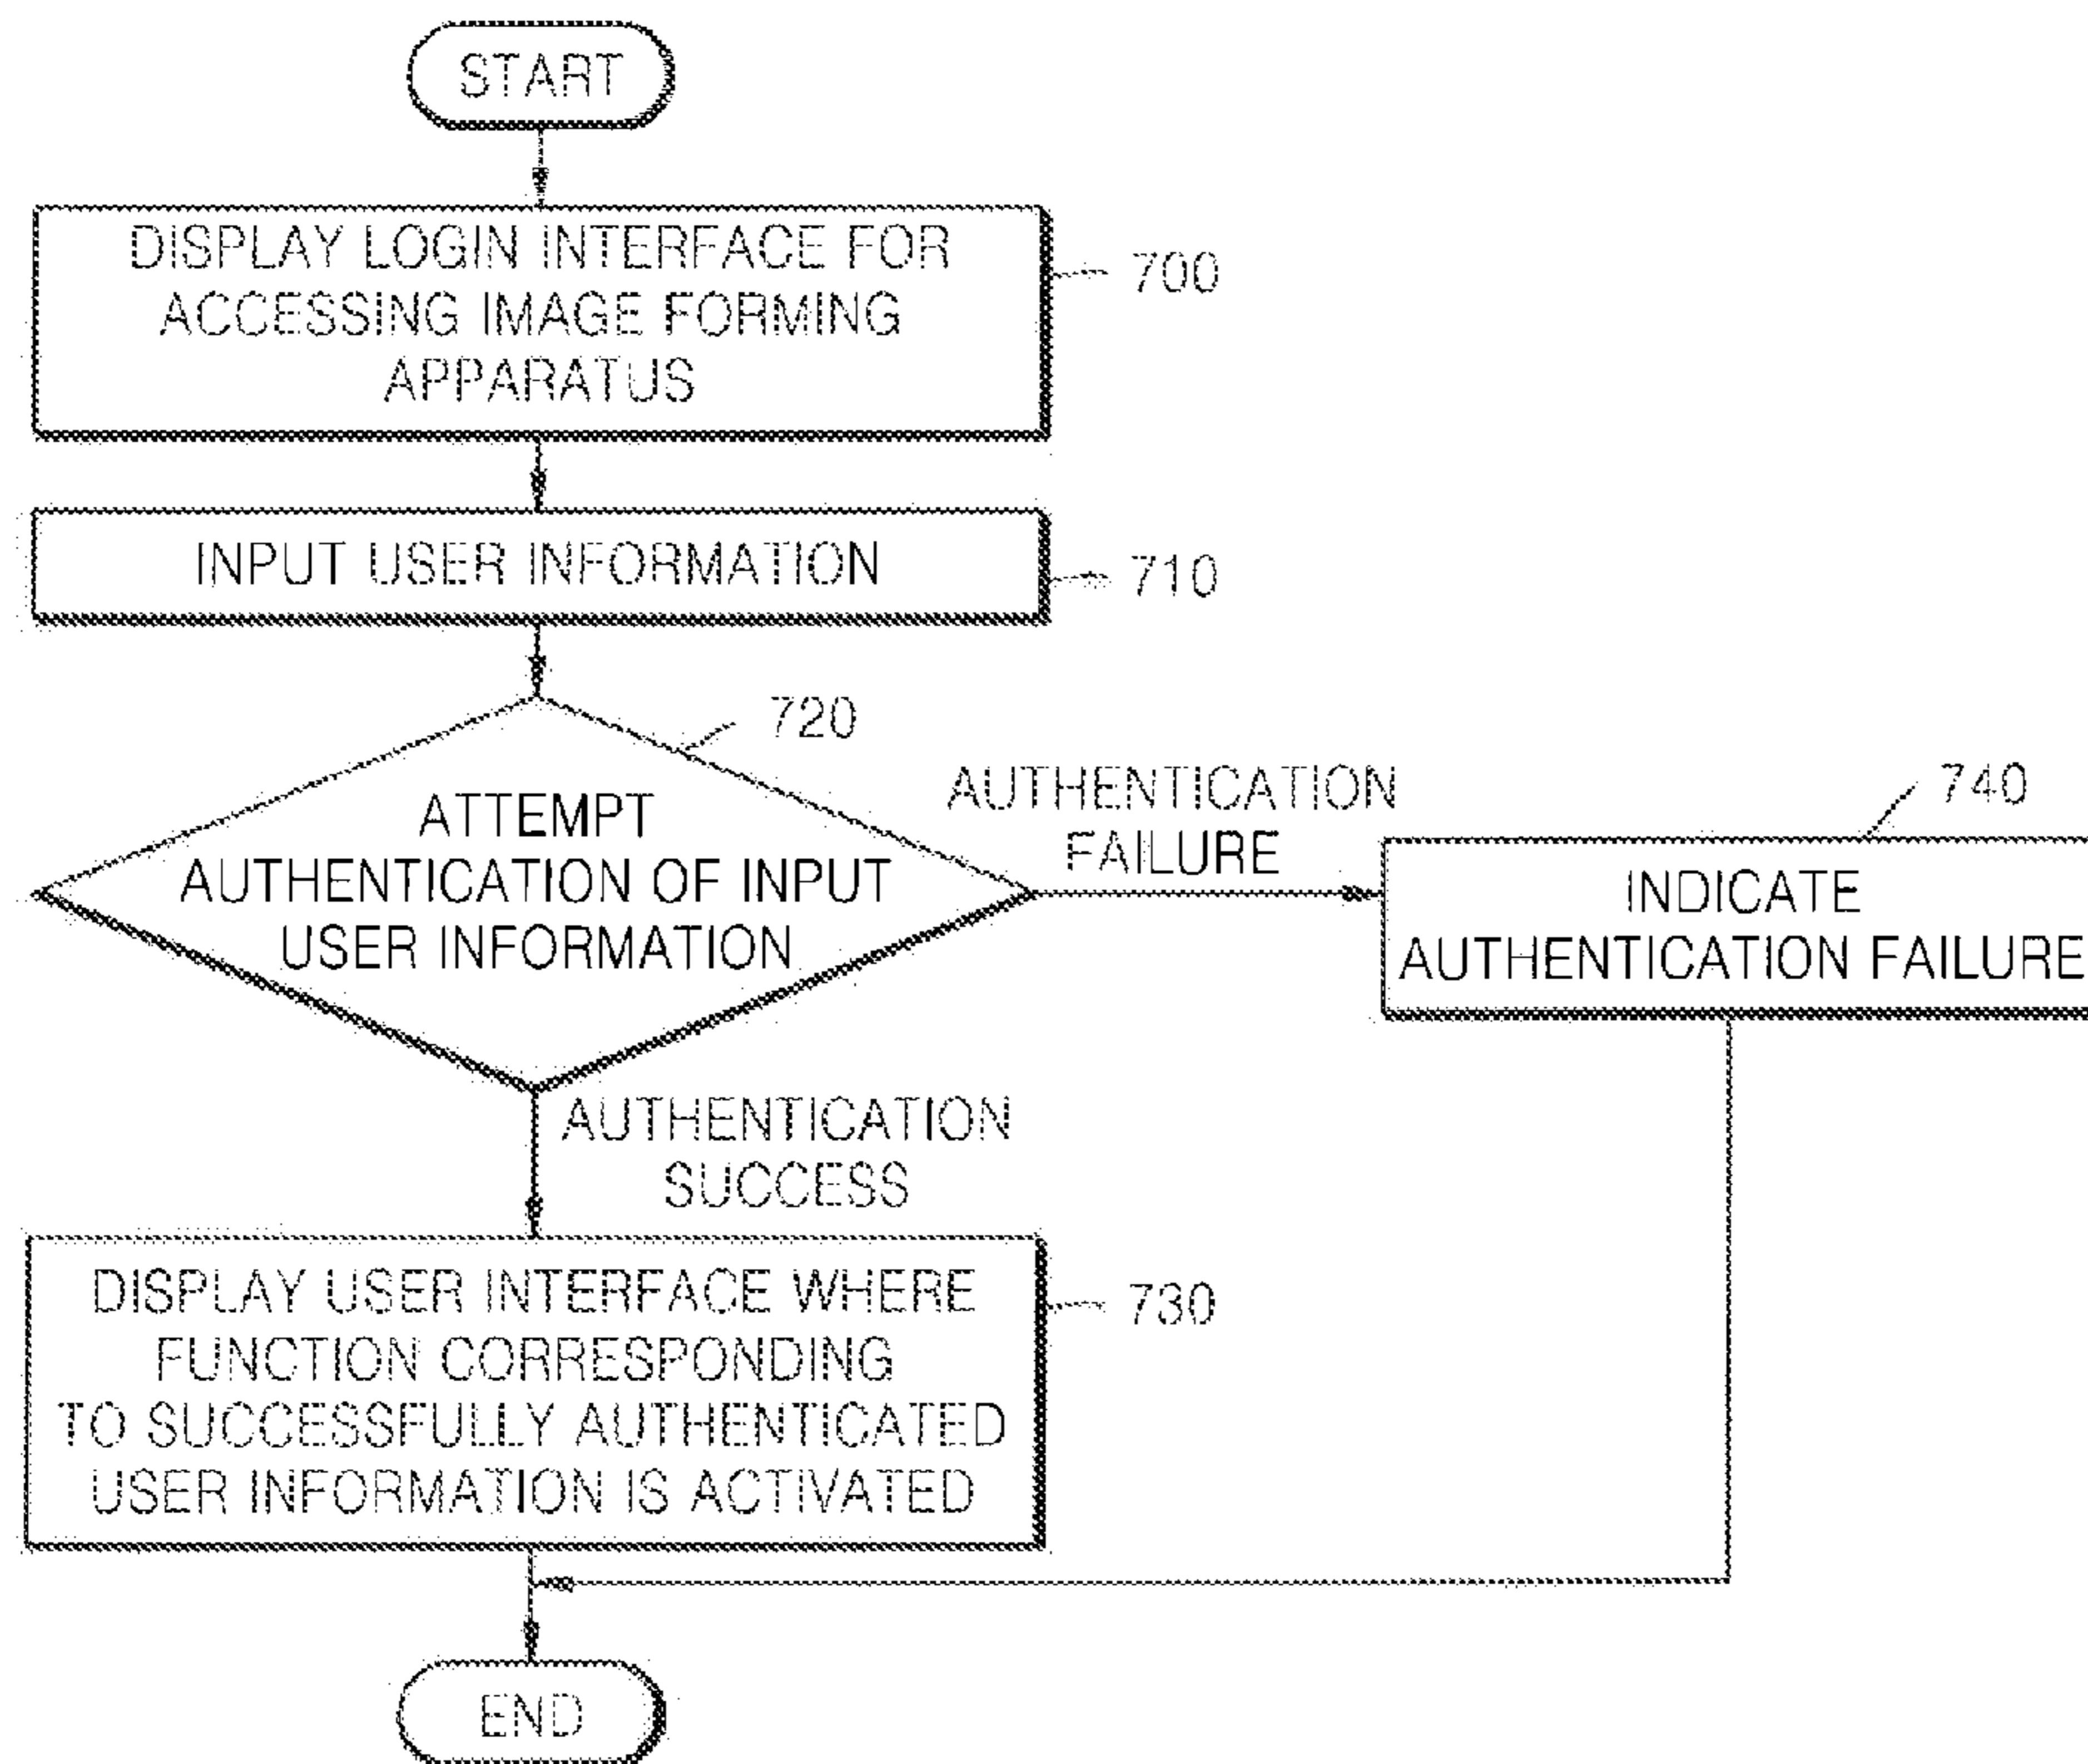 START
DISPLAY LOGIN INTERFACE FOR
ACCESSING IMAGE FORMING
APPARATUS
700
INPUT USER INFORMATION
710
720
ATTEMPT
AUTHENTICATION OF INPUT
USER INFORMATION
AUTHENTICATION
FAILURE
740
INDICATE
AUTHENTICATION FAILURE
AUTHENTICATION
SUCCESS
DISPLAY USER INTERFACE WHERE
FUNCTION CORRESPONDING
TO SUCCESSFULLY AUTHENTICATED
USER INFORMATION IS ACTIVATED
730
END